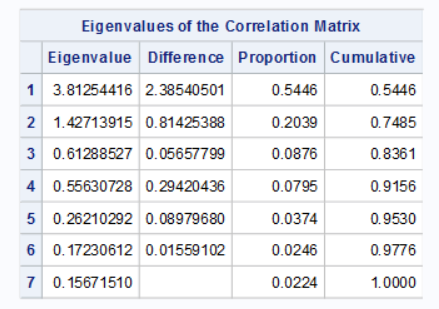 Eigenvalues of the Correlation Matrix
Eigenvalue Difference Proportion Cumulative
1 3.81254416 2.38540501 0.5446 0.5446
2 1.42713915 0.81425388 0.2039 0.7485
3 0.61288527 0.05657799 0.0876 0.8361
4 0.55630728 0.29420436 0.0795 0.9156
5 0.26210292 0.08979680 0.0374 0.9530
6 0.17230612 0.01559102 0.0246 0.9776
7 0.15671510 0.0224 1.0000